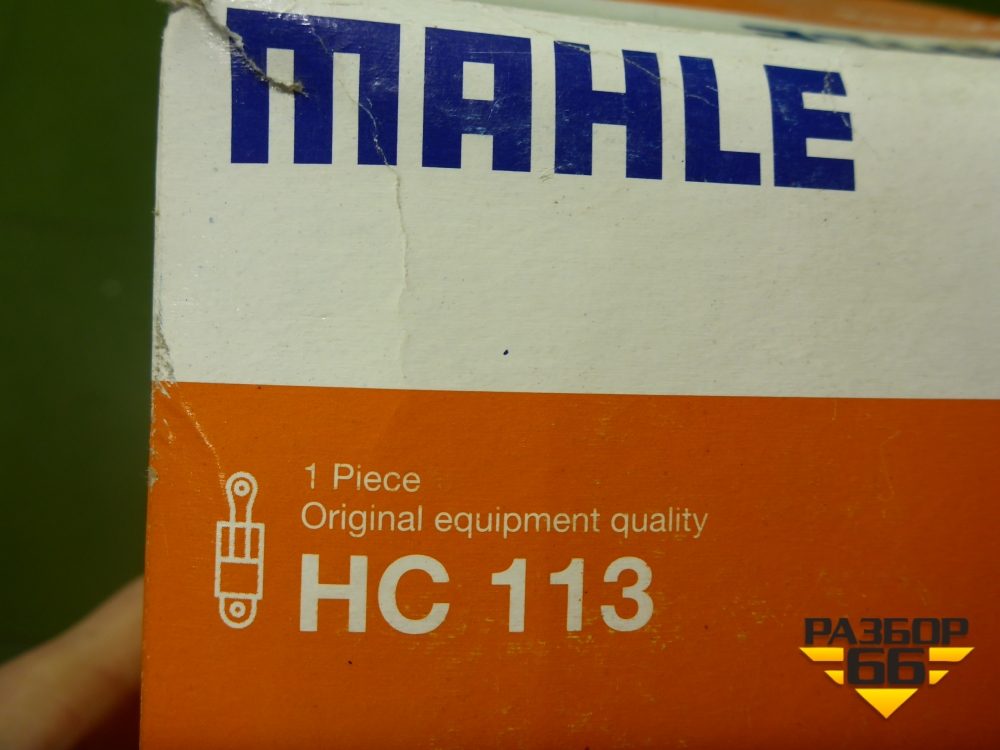 MAHLE
1 Piece
Original equipment quality
HC 113
РАЗБОР
66